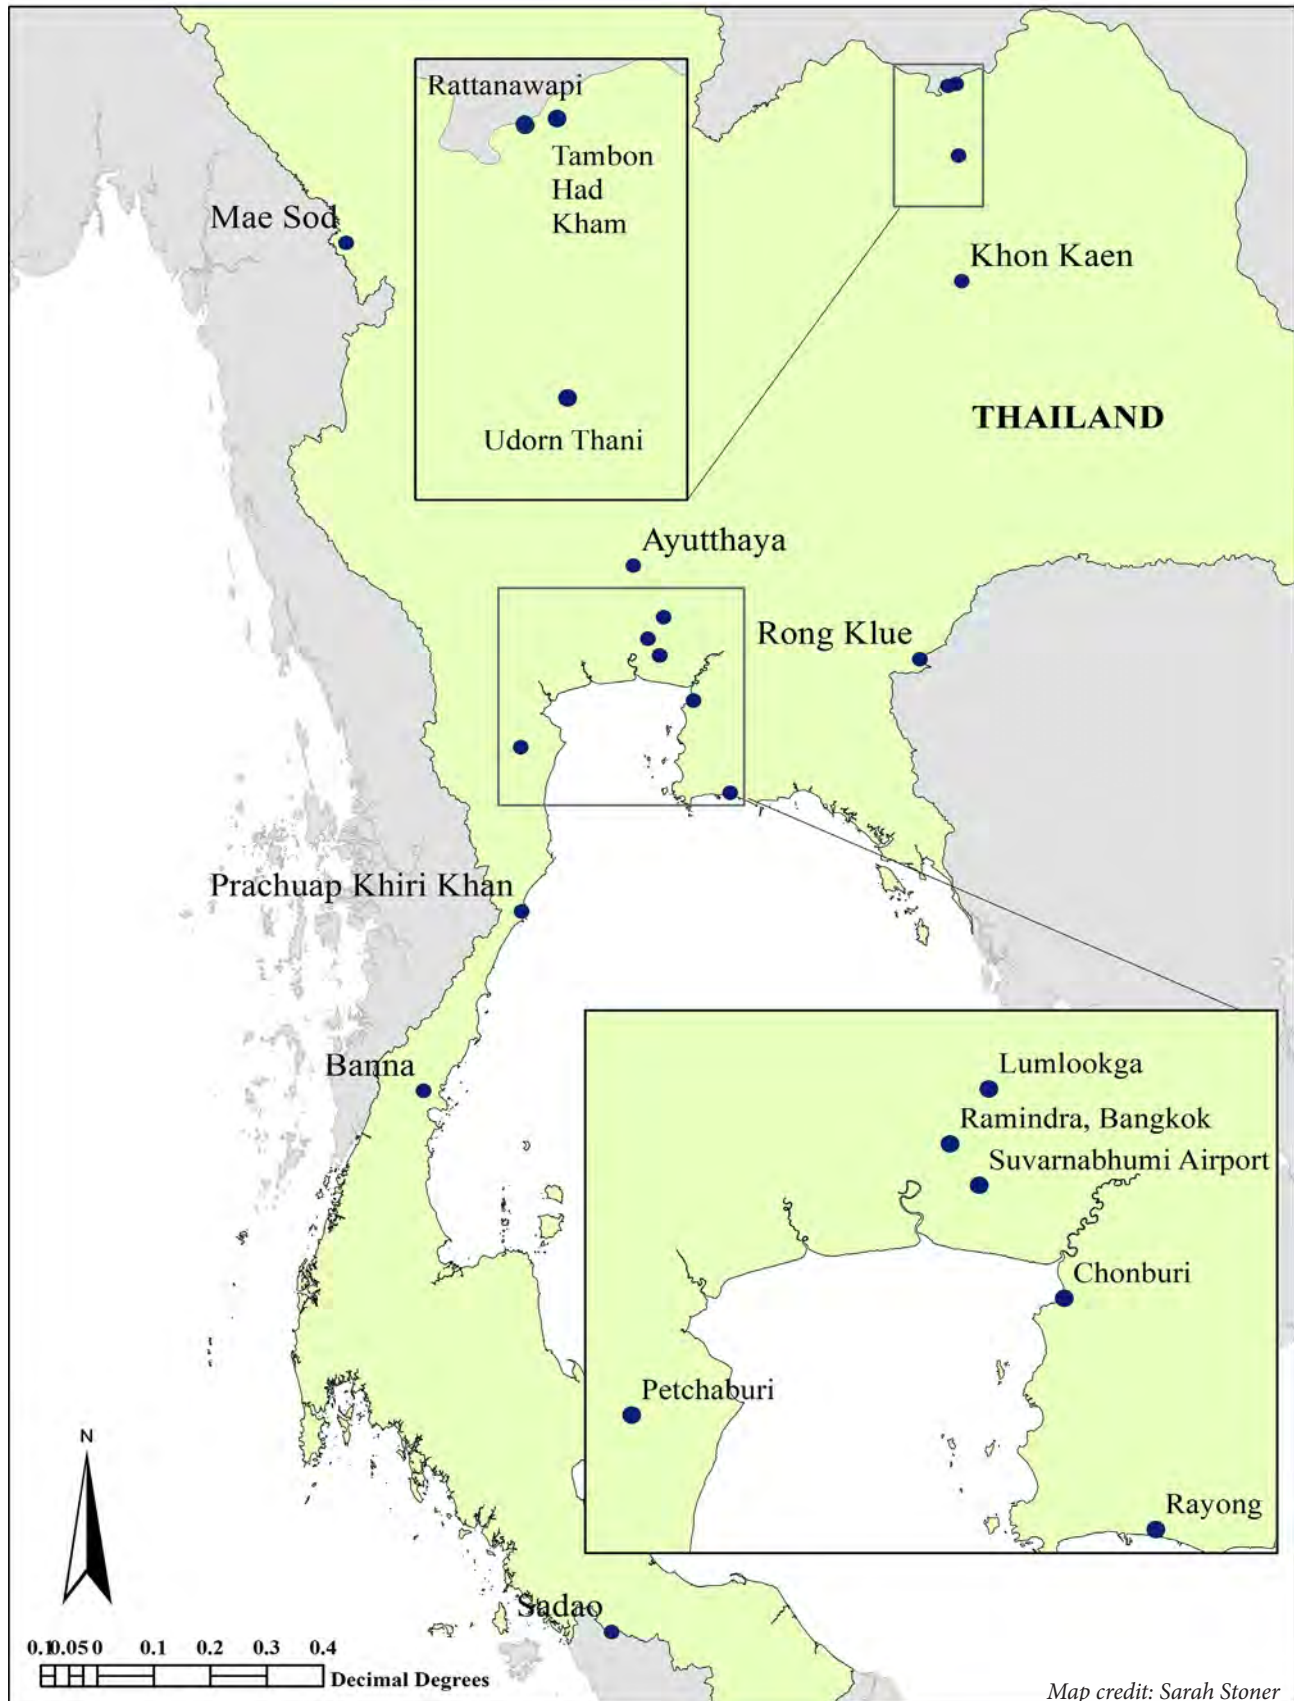 Rattanawapi
Tambon
Had
Kham
Mae Sod
Khon Kaen
THAILAND
Udorn Thani
Ayutthaya
Rong Klue
Prachuap Khiri Khan
Banna
Lumlookga
Ramindra, Bangkok
Suvarnabhumi Airport
Chonburi
Petchaburi
Rayong
N
Sadao
0.1 0.05 0 0.1 0.2 0.3 0.4
Decimal Degrees
Map credit: Sarah Stoner